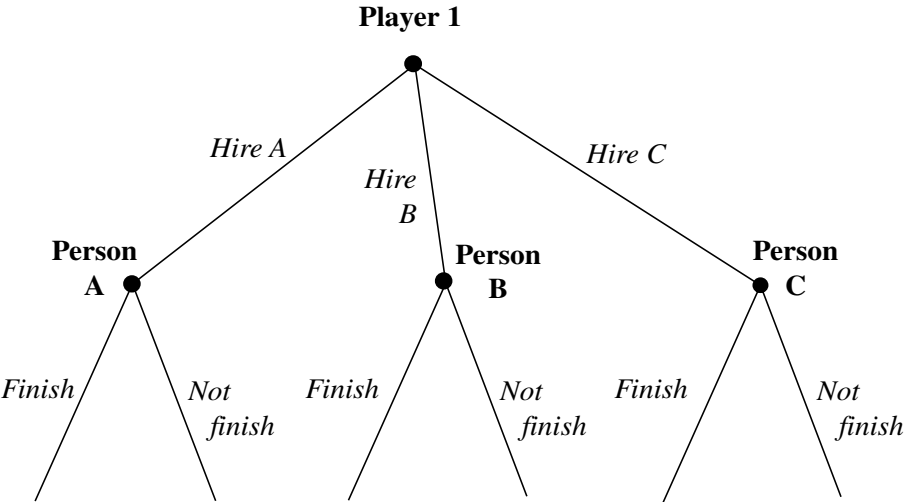 Player 1
Hire A
Hire
B
Hire C
Person
A
Person
B
Person
C
Finish
Not
finish
Finish
Not
finish
Finish
Not
finish